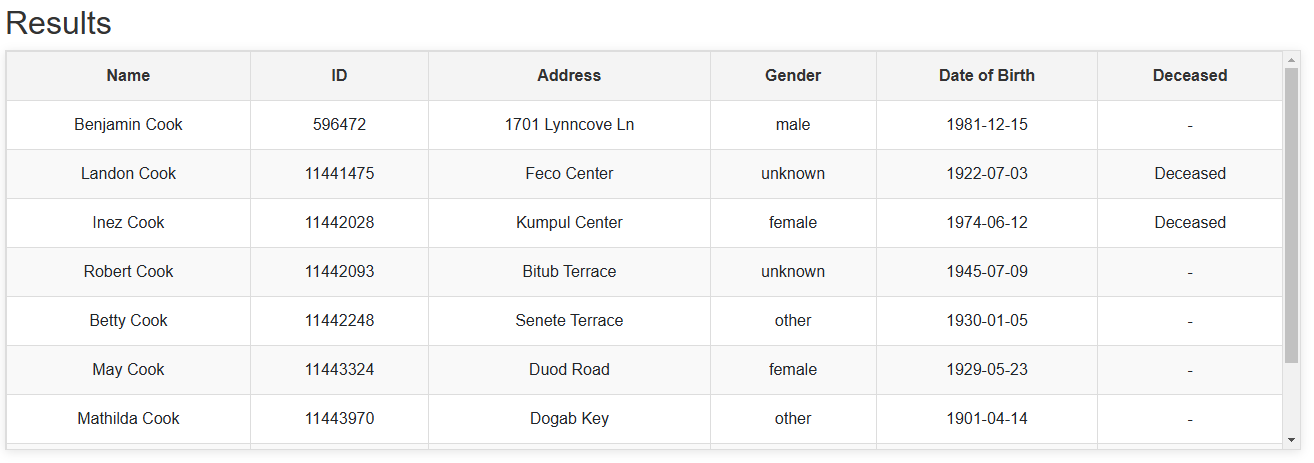 Results
Name ID Address Gender Date of Birth Deceased
Benjamin Cook 596472 1701 Lynncove Ln male 1981-12-15 -
Landon Cook 11441475 Feco Center unknown 1922-07-03 Deceased
Inez Cook 11442028 Kumpul Center female 1974-06-12 Deceased
Robert Cook 11442093 Bitub Terrace unknown 1945-07-09 -
Betty Cook 11442248 Senete Terrace other 1930-01-05 -
May Cook 11443324 Duod Road female 1929-05-23 -
Mathilda Cook 11443970 Dogab Key other 1901-04-14 -